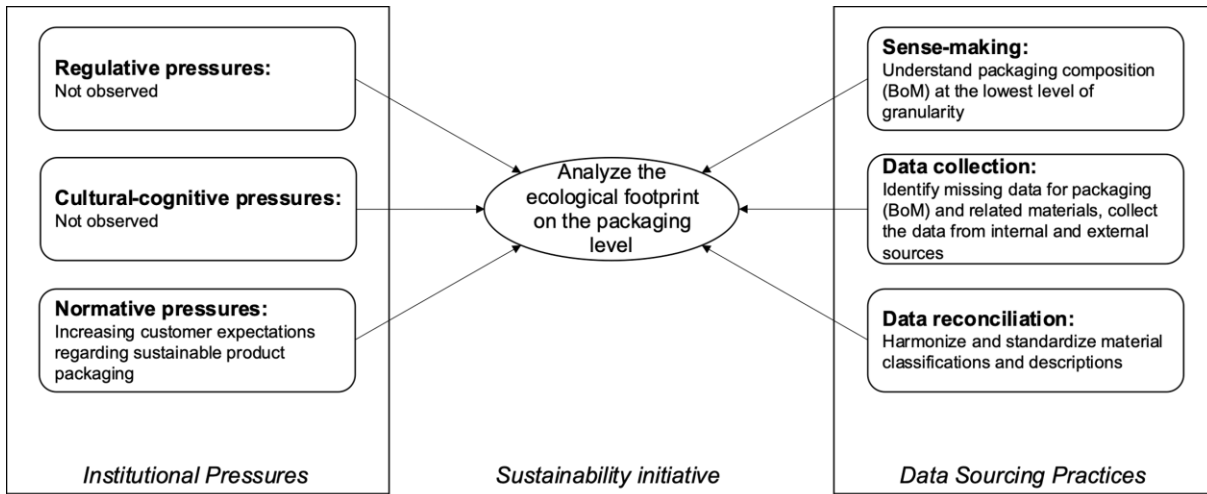 Regulative pressures:
Not observed
Cultural-cognitive pressures:
Not observed
Normative pressures:
Increasing customer expectations
regarding sustainable product
packaging
Institutional Pressures
Analyze the
ecological footprint
on the packaging
level
Sustainability initiative
Sense-making:
Understand packaging composition
(BoM) at the lowest level of
granularity
Data collection:
Identify missing data for packaging
(BoM) and related materials, collect
the data from internal and external
sources
Data reconciliation:
Harmonize and standardize material
classifications and descriptions
Data Sourcing Practices